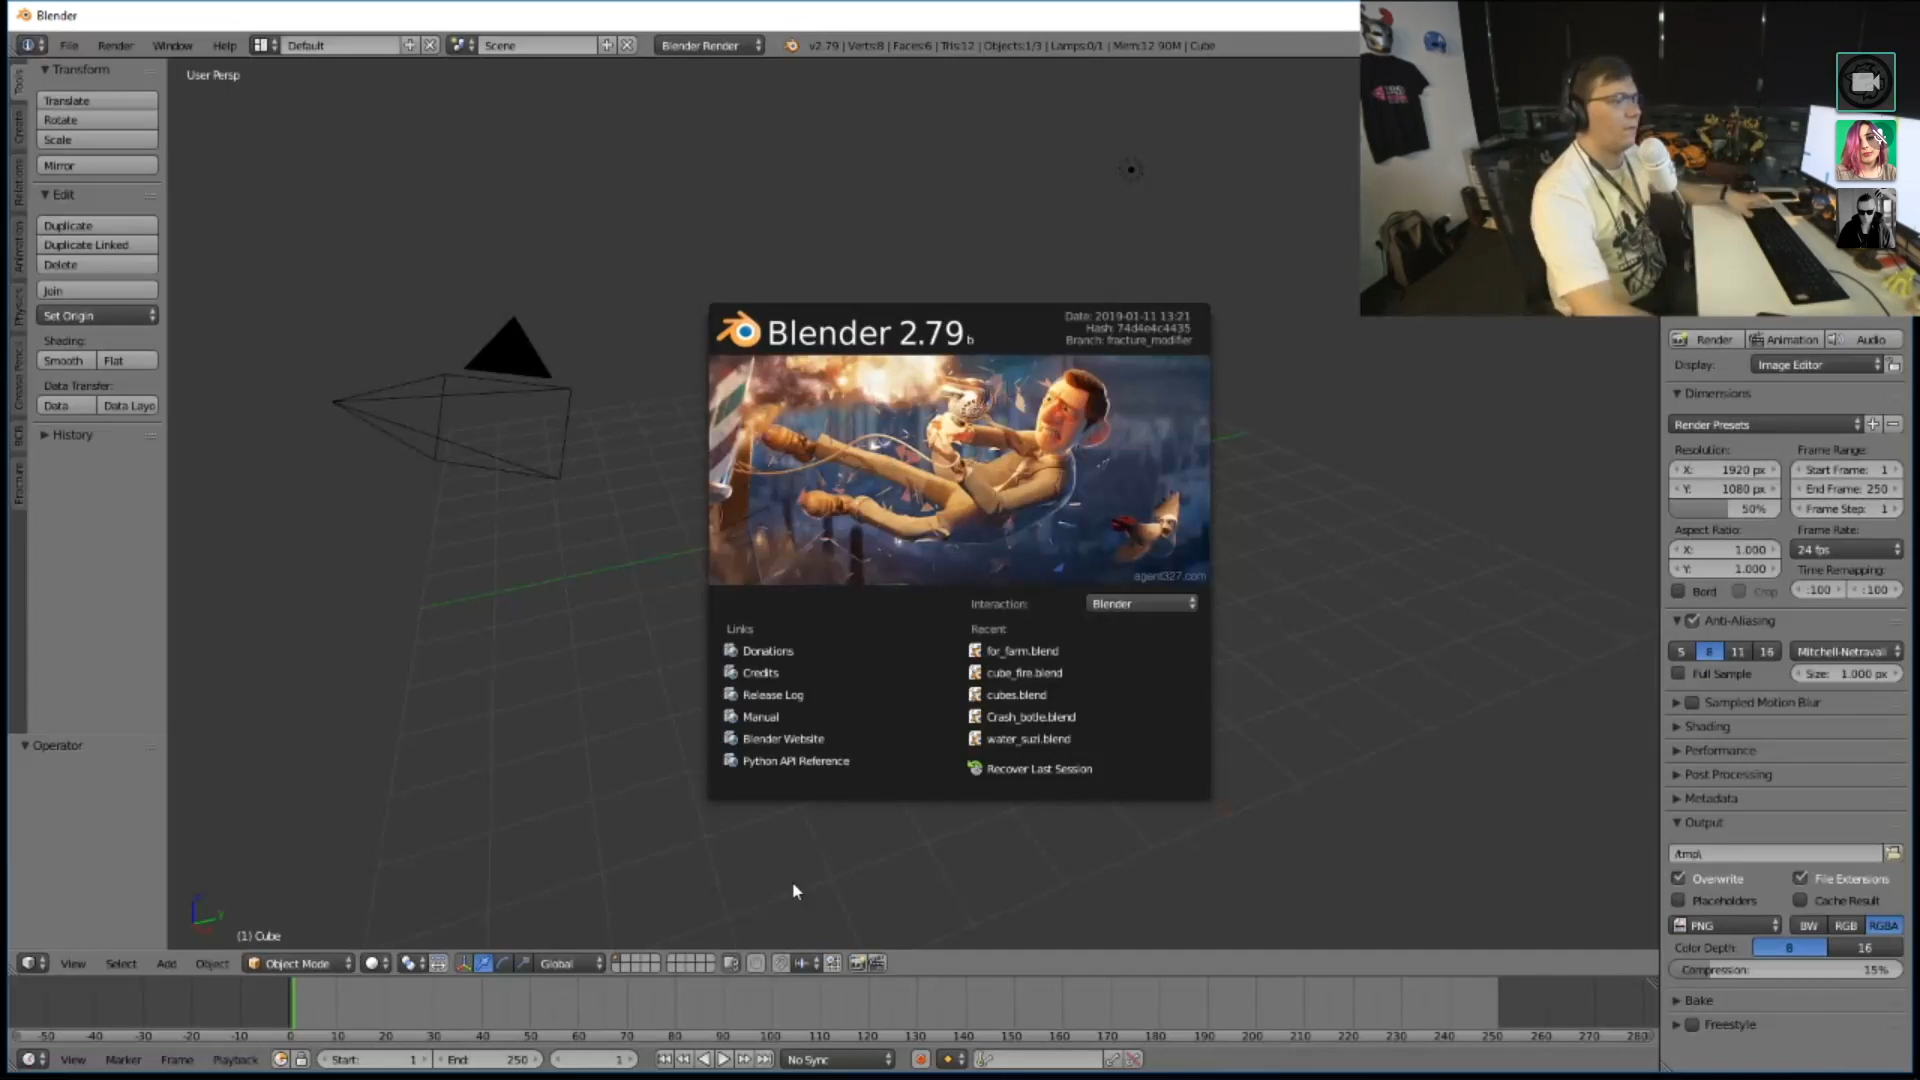 Blender
File Render Window Help Default Scene Blender Render v2.79 | Verts:8 | Faces:6 | Tris:12 | Objects:1/3 | Lamps:0/1 | Mem:12.90M | Cube
Transform
Translate
Rotate
Scale
Mirror
Edit
Duplicate
Duplicate Linked
Delete
Join
Set Origin
Shading:
Smooth Flat
Data Transfer:
Data Data Layo
History
Operator
Tools
Create
Relations
Animation
Physics
Grease Pencil
BCB
Fracture
User Persp
(1) Cube
Blender 2.79 b
Date: 2019-01-11 13:21
Hash: 74d4e4c4435
Branch: fracture_modifier
agent327.com
Interaction: Blender
Links
Donations
Credits
Release Log
Manual
Blender Website
Python API Reference
Recent
for_farm.blend
cube_fire.blend
cubes.blend
Crash_botle.blend
water_suzi.blend
Recover Last Session
Render Animation Audio
Display: Image Editor
Dimensions
Render Presets
Resolution: Frame Range:
X: 1920 px Start Frame: 1
Y: 1080 px End Frame: 250
50% Frame Step: 1
Aspect Ratio: Frame Rate:
X: 1.000 24 fps
Y: 1.000 Time Remapping:
Bord Crop :100 :100
Anti-Aliasing
5 8 11 16 Mitchell-Netravali
Full Sample Size: 1.000 px
Sampled Motion Blur
Shading
Performance
Post Processing
Metadata
Output
/tmp\
Overwrite File Extensions
Placeholders Cache Result
PNG BW RGB RGBA
Color Depth: 8 16
Compression: 15%
Bake
Freestyle
View Select Add Object Object Mode Global
-50 -40 -30 -20 -10 0 10 20 30 40 50 60 70 80 90 100 110 120 130 140 150 160 170 180 190 200 210 220 230 240 250 260 270 280
View Marker Frame Playback Start: 1 End: 250 1 No Sync